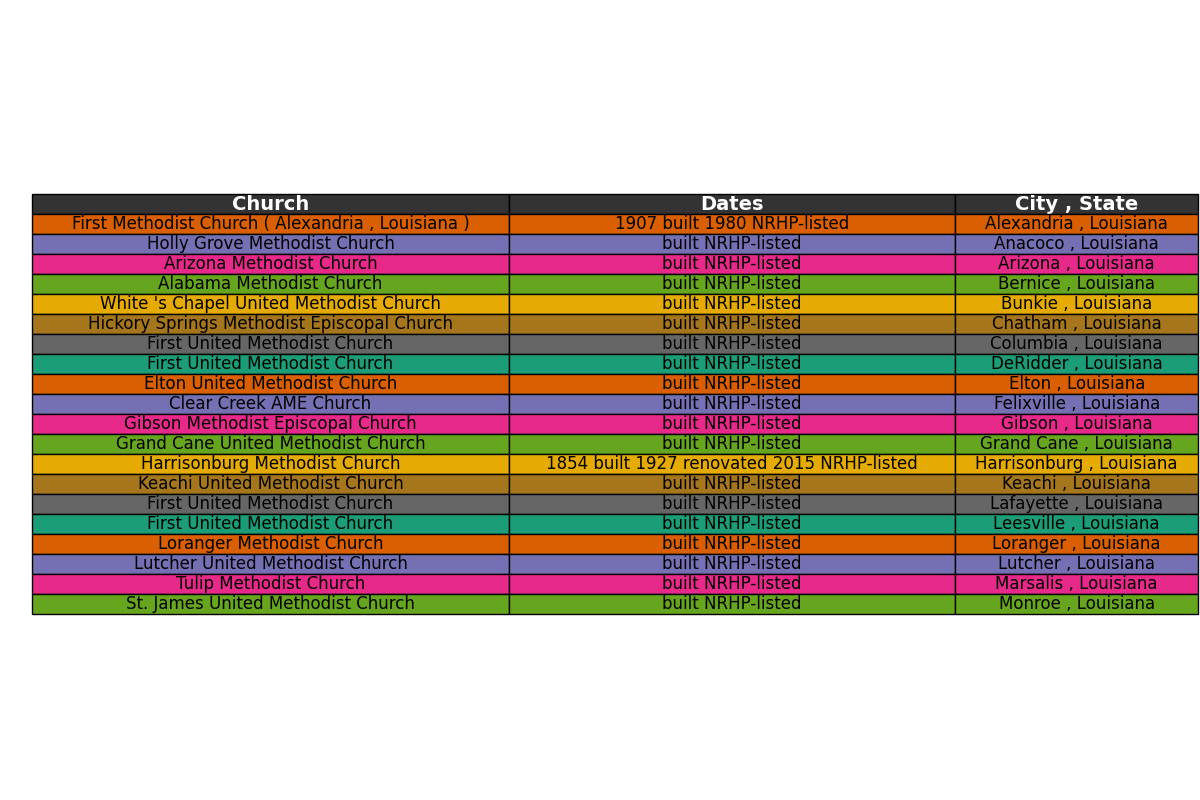 Church Dates City , State
First Methodist Church ( Alexandria , Louisiana ) 1907 built 1980 NRHP-listed Alexandria , Louisiana
Holly Grove Methodist Church built NRHP-listed Anacoco , Louisiana
Arizona Methodist Church built NRHP-listed Arizona , Louisiana
Alabama Methodist Church built NRHP-listed Bernice , Louisiana
White 's Chapel United Methodist Church built NRHP-listed Bunkie , Louisiana
Hickory Springs Methodist Episcopal Church built NRHP-listed Chatham , Louisiana
First United Methodist Church built NRHP-listed Columbia , Louisiana
First United Methodist Church built NRHP-listed DeRidder , Louisiana
Elton United Methodist Church built NRHP-listed Elton , Louisiana
Clear Creek AME Church built NRHP-listed Felixville , Louisiana
Gibson Methodist Episcopal Church built NRHP-listed Gibson , Louisiana
Grand Cane United Methodist Church built NRHP-listed Grand Cane , Louisiana
Harrisonburg Methodist Church 1854 built 1927 renovated 2015 NRHP-listed Harrisonburg , Louisiana
Keachi United Methodist Church built NRHP-listed Keachi , Louisiana
First United Methodist Church built NRHP-listed Lafayette , Louisiana
First United Methodist Church built NRHP-listed Leesville , Louisiana
Loranger Methodist Church built NRHP-listed Loranger , Louisiana
Lutcher United Methodist Church built NRHP-listed Lutcher , Louisiana
Tulip Methodist Church built NRHP-listed Marsalis , Louisiana
St. James United Methodist Church built NRHP-listed Monroe , Louisiana